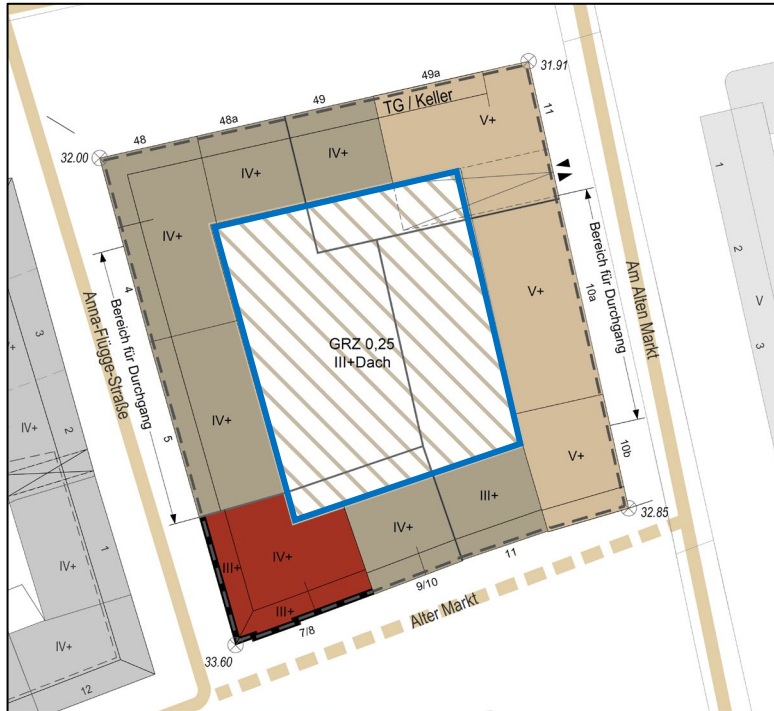 31.91
49a
49
48a
48
TG / Keller
11
V+
32.00
IV+
IV+
IV+
1
2
V
3
Bereich für Durchgang
4
5
Anna-Flügge-Straße
3
2
1
IV+
V+
Bereich für Durchgang
10a
Am Alten Markt
GRZ 0,25
III+Dach
IV+
IV+
V+
10b
III+
IV+
IV+
III+
III+
32.85
11
9/10
7/8
Alter Markt
33.60
IV+
IV+
12